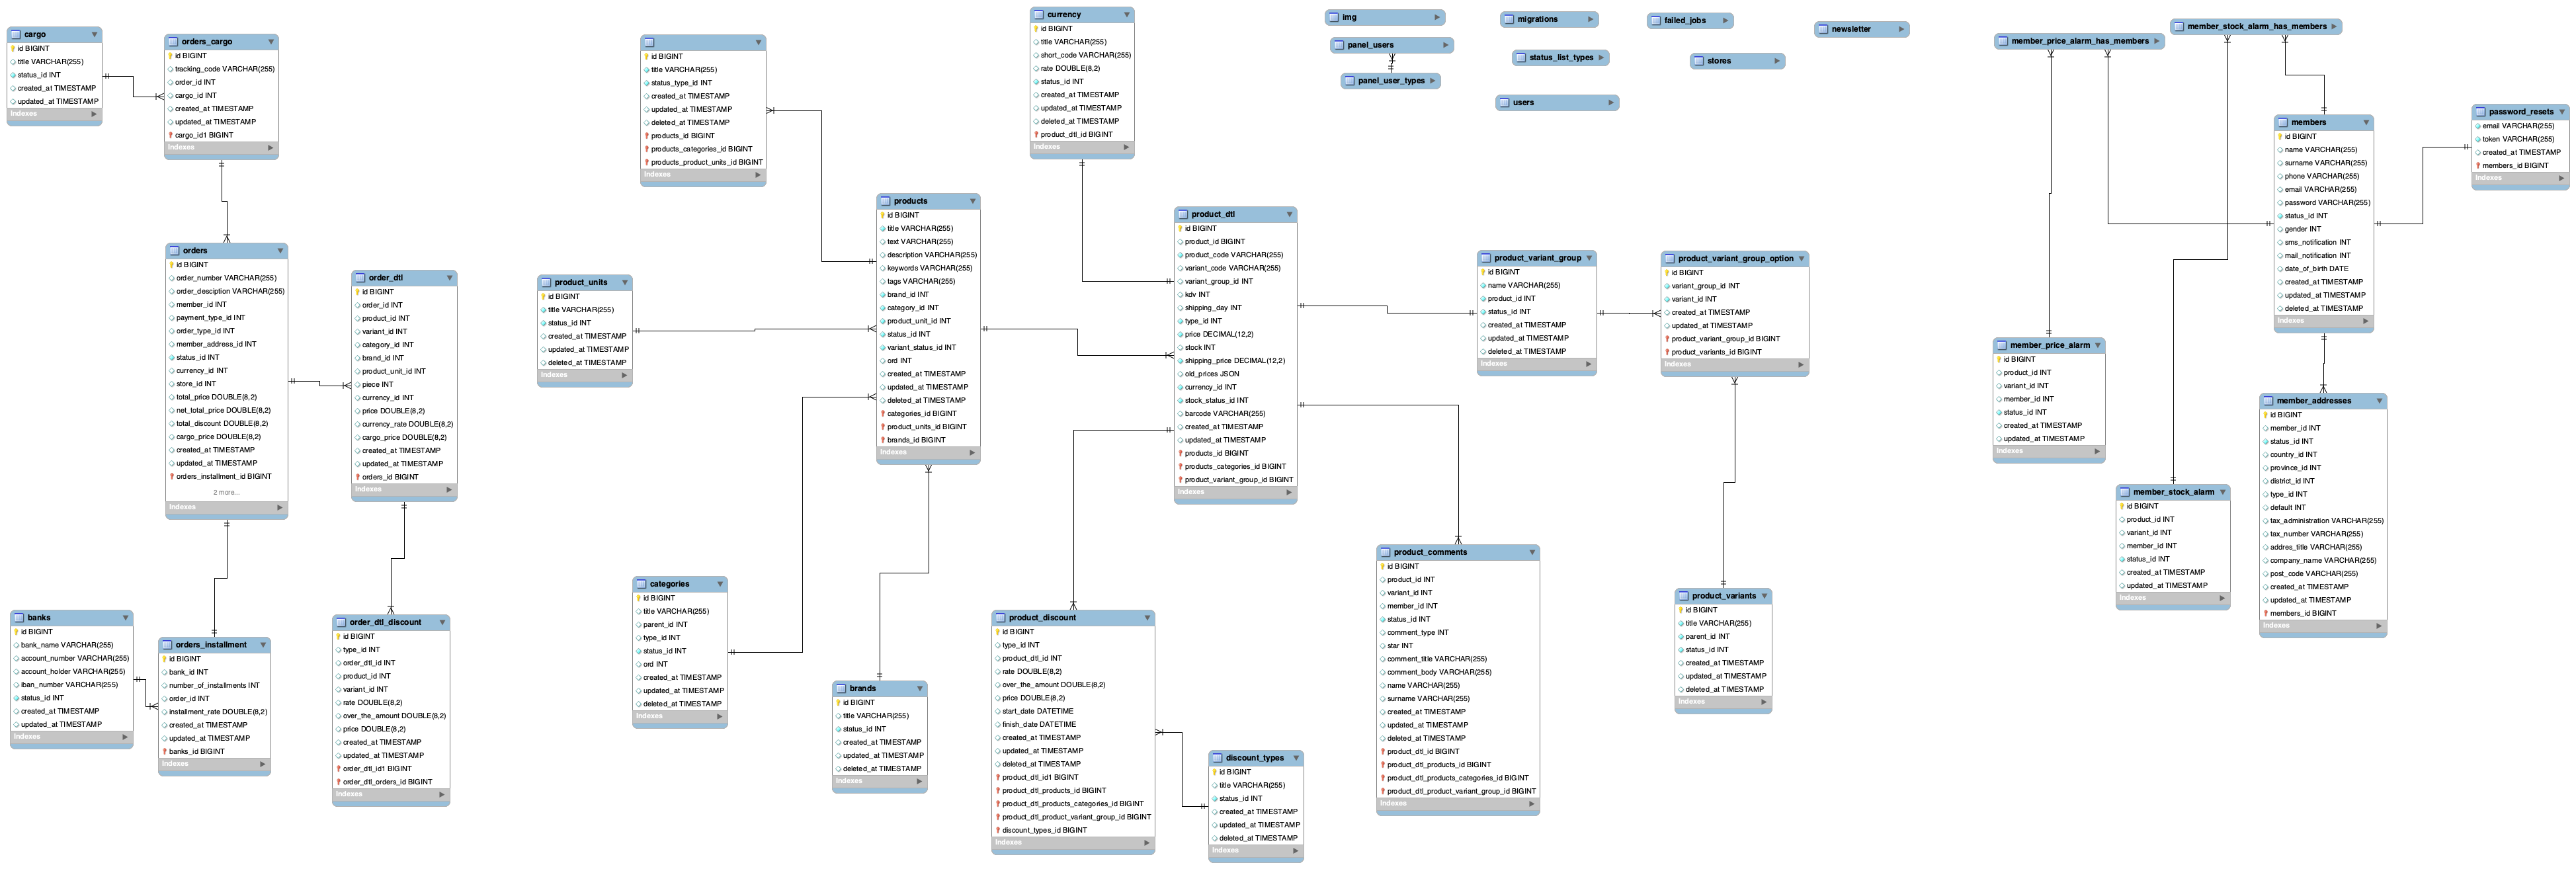 cargo
id BIGINT
title VARCHAR(255)
status_id INT
created_at TIMESTAMP
updated_at TIMESTAMP
Indexes
orders_cargo
id BIGINT
tracking_code VARCHAR(255)
order_id INT
cargo_id INT
created_at TIMESTAMP
updated_at TIMESTAMP
cargo_id1 BIGINT
Indexes
orders
id BIGINT
order_number VARCHAR(255)
order_desciption VARCHAR(255)
member_id INT
payment_type_id INT
order_type_id INT
member_address_id INT
status_id INT
currency_id INT
store_id INT
total_price DOUBLE(8,2)
net_total_price DOUBLE(8,2)
total_discount DOUBLE(8,2)
cargo_price DOUBLE(8,2)
created_at TIMESTAMP
updated_at TIMESTAMP
orders_installment_id BIGINT
2 more...
Indexes
order_dtl
id BIGINT
order_id INT
product_id INT
variant_id INT
category_id INT
brand_id INT
product_unit_id INT
piece INT
currency_id INT
price DOUBLE(8,2)
currency_rate DOUBLE(8,2)
cargo_price DOUBLE(8,2)
created_at TIMESTAMP
updated_at TIMESTAMP
orders_id BIGINT
Indexes
banks
id BIGINT
bank_name VARCHAR(255)
account_number VARCHAR(255)
account_holder VARCHAR(255)
iban_number VARCHAR(255)
status_id INT
created_at TIMESTAMP
updated_at TIMESTAMP
Indexes
orders_installment
id BIGINT
bank_id INT
number_of_installments INT
order_id INT
installment_rate DOUBLE(8,2)
created_at TIMESTAMP
updated_at TIMESTAMP
banks_id BIGINT
Indexes
order_dtl_discount
id BIGINT
type_id INT
order_dtl_id INT
product_id INT
variant_id INT
rate DOUBLE(8,2)
over_the_amount DOUBLE(8,2)
price DOUBLE(8,2)
created_at TIMESTAMP
updated_at TIMESTAMP
order_dtl_id1 BIGINT
order_dtl_orders_id BIGINT
Indexes
id BIGINT
title VARCHAR(255)
status_type_id INT
created_at TIMESTAMP
updated_at TIMESTAMP
deleted_at TIMESTAMP
products_id BIGINT
products_categories_id BIGINT
products_product_units_id BIGINT
Indexes
product_units
id BIGINT
title VARCHAR(255)
status_id INT
created_at TIMESTAMP
updated_at TIMESTAMP
deleted_at TIMESTAMP
Indexes
categories
id BIGINT
title VARCHAR(255)
parent_id INT
type_id INT
status_id INT
ord INT
created_at TIMESTAMP
updated_at TIMESTAMP
deleted_at TIMESTAMP
Indexes
products
id BIGINT
title VARCHAR(255)
text VARCHAR(255)
description VARCHAR(255)
keywords VARCHAR(255)
tags VARCHAR(255)
brand_id INT
category_id INT
product_unit_id INT
status_id INT
variant_status_id INT
ord INT
created_at TIMESTAMP
updated_at TIMESTAMP
deleted_at TIMESTAMP
categories_id BIGINT
product_units_id BIGINT
brands_id BIGINT
Indexes
brands
id BIGINT
title VARCHAR(255)
status_id INT
created_at TIMESTAMP
updated_at TIMESTAMP
deleted_at TIMESTAMP
Indexes
currency
id BIGINT
title VARCHAR(255)
short_code VARCHAR(255)
rate DOUBLE(8,2)
status_id INT
created_at TIMESTAMP
updated_at TIMESTAMP
deleted_at TIMESTAMP
product_dtl_id BIGINT
Indexes
product_dtl
id BIGINT
product_id BIGINT
product_code VARCHAR(255)
variant_code VARCHAR(255)
variant_group_id INT
kdv INT
shipping_day INT
type_id INT
price DECIMAL(12,2)
stock INT
shipping_price DECIMAL(12,2)
old_prices JSON
currency_id INT
stock_status_id INT
barcode VARCHAR(255)
created_at TIMESTAMP
updated_at TIMESTAMP
products_id BIGINT
products_categories_id BIGINT
product_variant_group_id BIGINT
Indexes
product_discount
id BIGINT
type_id INT
product_dtl_id INT
rate DOUBLE(8,2)
over_the_amount DOUBLE(8,2)
price DOUBLE(8,2)
start_date DATETIME
finish_date DATETIME
created_at TIMESTAMP
updated_at TIMESTAMP
deleted_at TIMESTAMP
product_dtl_id1 BIGINT
product_dtl_products_id BIGINT
product_dtl_products_categories_id BIGINT
product_dtl_product_variant_group_id BIGINT
discount_types_id BIGINT
Indexes
discount_types
id BIGINT
title VARCHAR(255)
status_id INT
created_at TIMESTAMP
updated_at TIMESTAMP
deleted_at TIMESTAMP
Indexes
img
panel_users
panel_user_types
migrations
status_list_types
users
failed_jobs
stores
newsletter
product_variant_group
id BIGINT
name VARCHAR(255)
product_id INT
status_id INT
created_at TIMESTAMP
updated_at TIMESTAMP
deleted_at TIMESTAMP
Indexes
product_variant_group_option
id BIGINT
variant_group_id INT
variant_id INT
created_at TIMESTAMP
updated_at TIMESTAMP
product_variant_group_id BIGINT
product_variants_id BIGINT
Indexes
product_comments
id BIGINT
product_id INT
variant_id INT
member_id INT
status_id INT
comment_type INT
star INT
comment_title VARCHAR(255)
comment_body VARCHAR(255)
name VARCHAR(255)
surname VARCHAR(255)
created_at TIMESTAMP
updated_at TIMESTAMP
deleted_at TIMESTAMP
product_dtl_id BIGINT
product_dtl_products_id BIGINT
product_dtl_products_categories_id BIGINT
product_dtl_product_variant_group_id BIGINT
Indexes
product_variants
id BIGINT
title VARCHAR(255)
parent_id INT
status_id INT
created_at TIMESTAMP
updated_at TIMESTAMP
deleted_at TIMESTAMP
Indexes
member_price_alarm_has_members
member_stock_alarm_has_members
members
id BIGINT
name VARCHAR(255)
surname VARCHAR(255)
phone VARCHAR(255)
email VARCHAR(255)
password VARCHAR(255)
status_id INT
gender INT
sms_notification INT
mail_notification INT
date_of_birth DATE
created_at TIMESTAMP
updated_at TIMESTAMP
deleted_at TIMESTAMP
Indexes
password_resets
email VARCHAR(255)
token VARCHAR(255)
created_at TIMESTAMP
members_id BIGINT
Indexes
member_price_alarm
id BIGINT
product_id INT
variant_id INT
member_id INT
status_id INT
created_at TIMESTAMP
updated_at TIMESTAMP
Indexes
member_stock_alarm
id BIGINT
product_id INT
variant_id INT
member_id INT
status_id INT
created_at TIMESTAMP
updated_at TIMESTAMP
Indexes
member_addresses
id BIGINT
member_id INT
status_id INT
country_id INT
province_id INT
district_id INT
type_id INT
default INT
tax_administration VARCHAR(255)
tax_number VARCHAR(255)
addres_title VARCHAR(255)
company_name VARCHAR(255)
post_code VARCHAR(255)
created_at TIMESTAMP
updated_at TIMESTAMP
members_id BIGINT
Indexes